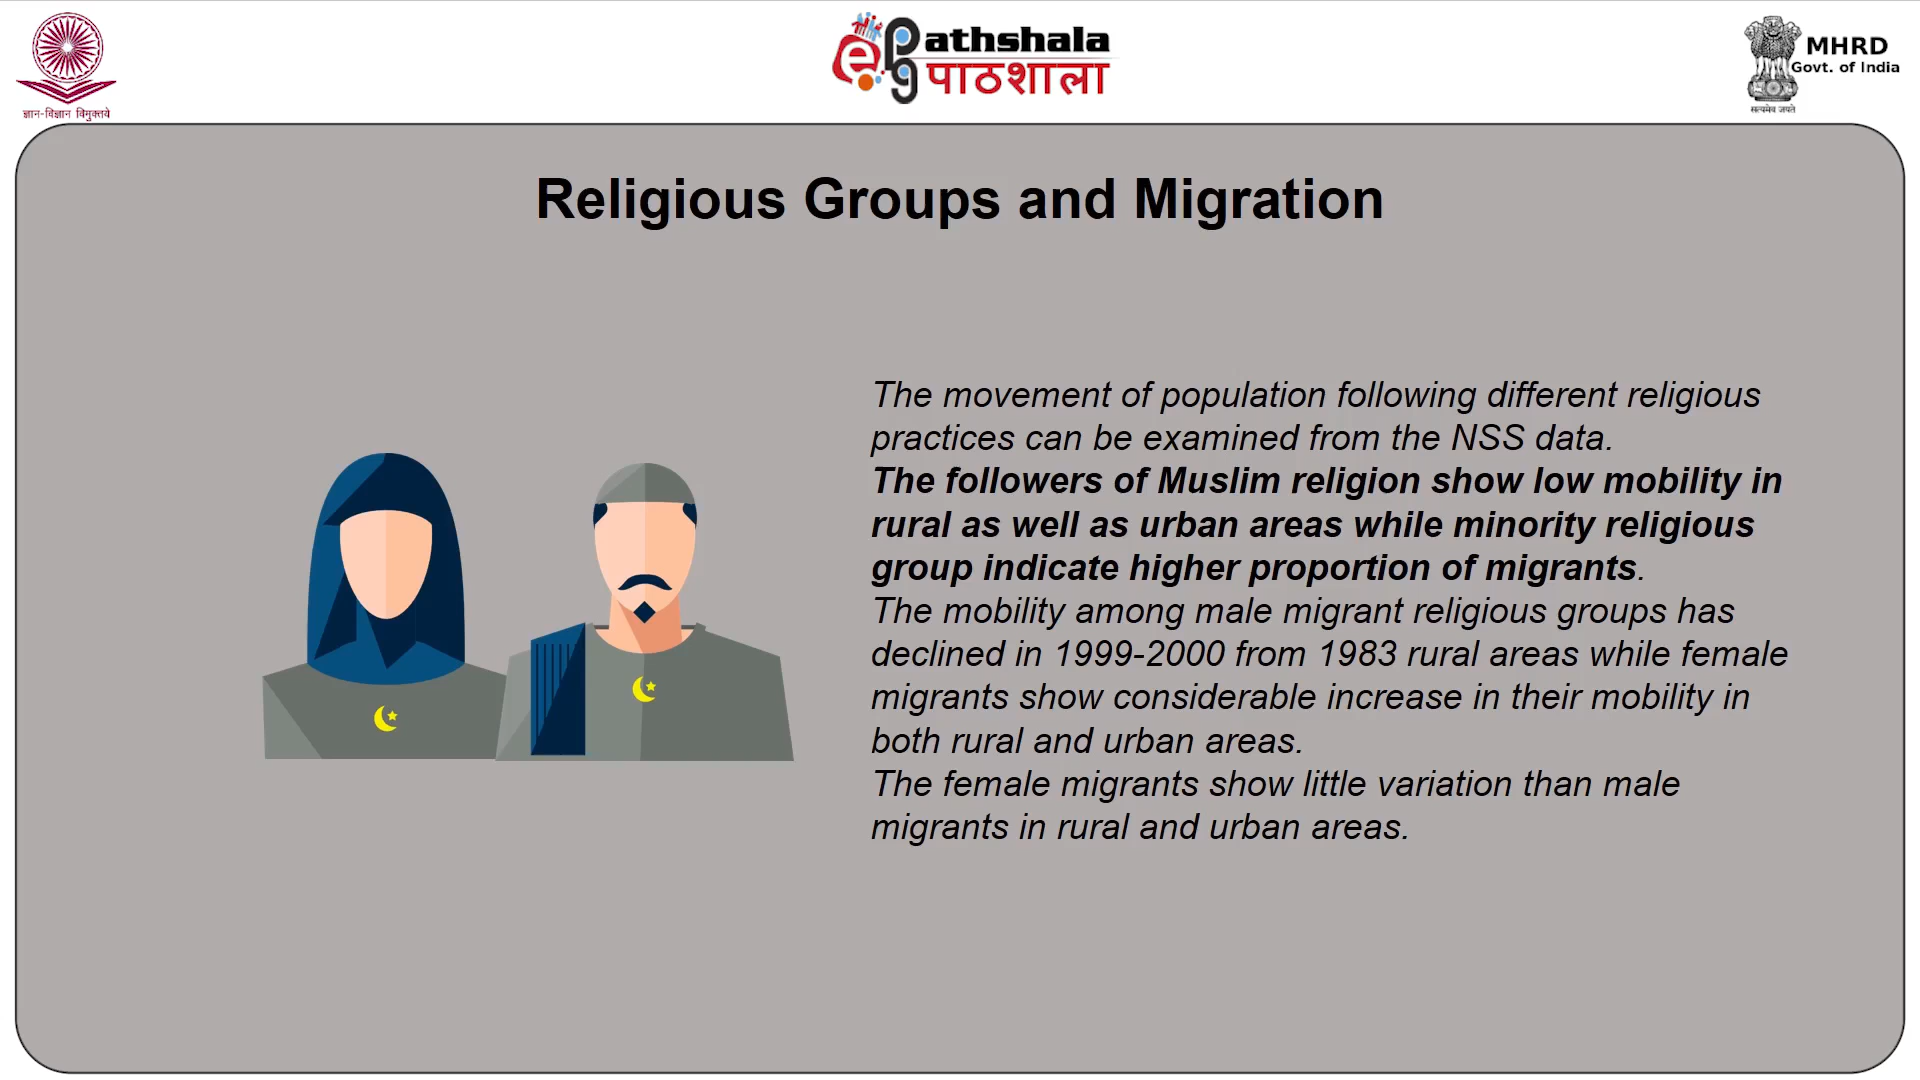 ज्ञान-विज्ञान विमुक्तये
ePathshala
पाठशाला
MHRD
Govt. of India
सत्यमेव जयते
Religious Groups and Migration
The movement of population following different religious
practices can be examined from the NSS data.
The followers of Muslim religion show low mobility in
rural as well as urban areas while minority religious
group indicate higher proportion of migrants.
The mobility among male migrant religious groups has
declined in 1999-2000 from 1983 rural areas while female
migrants show considerable increase in their mobility in
both rural and urban areas.
The female migrants show little variation than male
migrants in rural and urban areas.